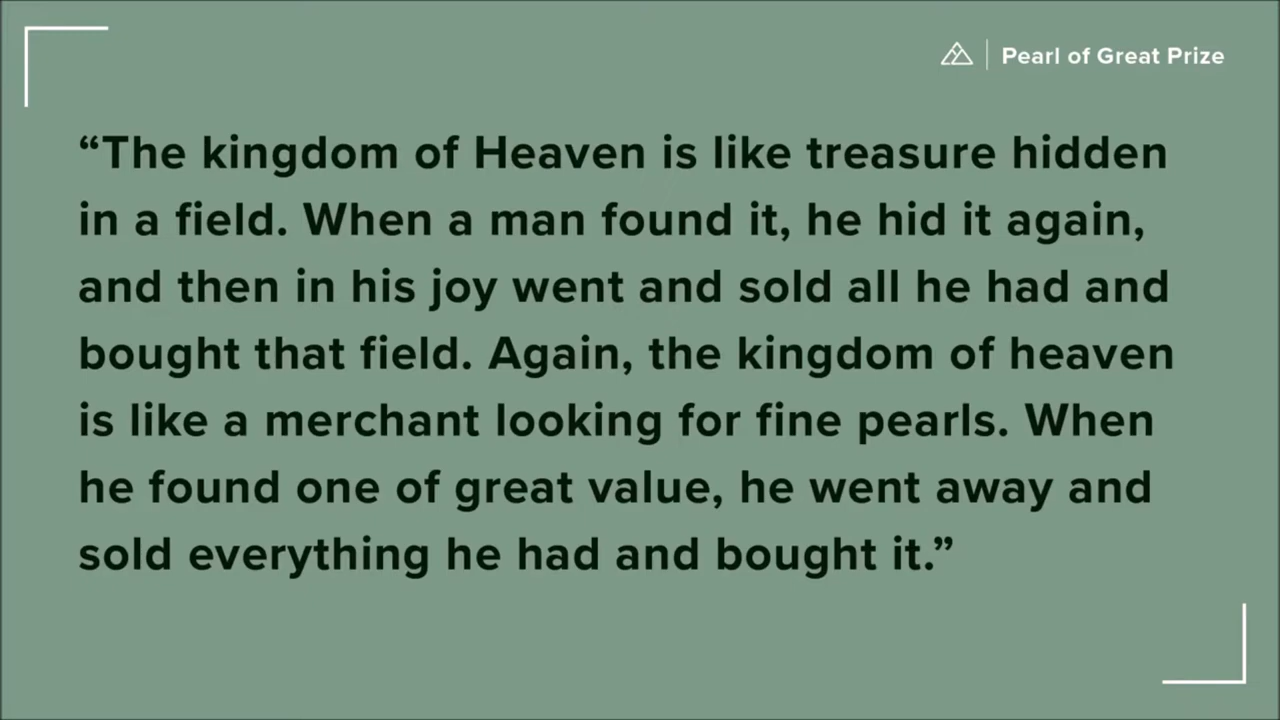 Pearl of Great Prize
“The kingdom of Heaven is like treasure hidden
in a field. When a man found it, he hid it again,
and then in his joy went and sold all he had and
bought that field. Again, the kingdom of heaven
is like a merchant looking for fine pearls. When
he found one of great value, he went away and
sold everything he had and bought it.”